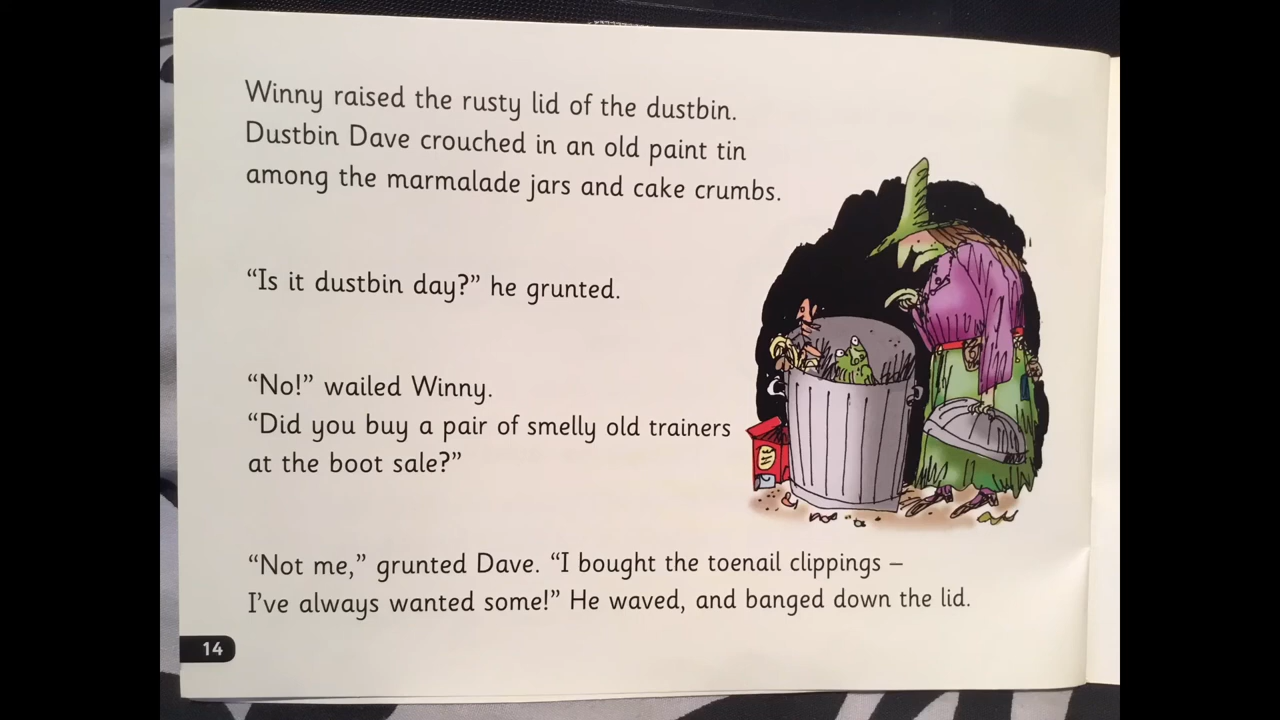 Winny raised the rusty lid of the dustbin.
Dustbin Dave crouched in an old paint tin
among the marmalade jars and cake crumbs.
“Is it dustbin day?” he grunted.
“No!” wailed Winny.
“Did you buy a pair of smelly old trainers
at the boot sale?”
“Not me,” grunted Dave. “I bought the toenail clippings –
I’ve always wanted some!” He waved, and banged down the lid.
14